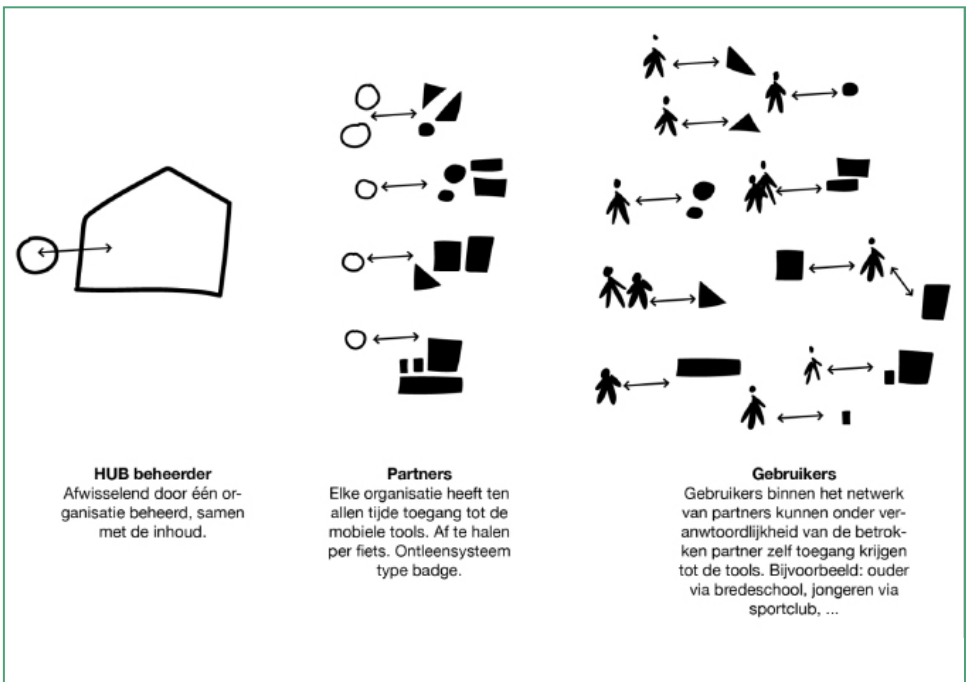 HUB beheerder
Afwisselend door één or-
ganisatie beheerd, samen
met de inhoud.
Partners
Elke organisatie heeft ten
allen tijde toegang tot de
mobiele tools. Af te halen
per fiets. Ontleensysteem
type badge.
Gebruikers
Gebruikers binnen het netwerk
van partners kunnen onder ver-
anwtoordlijkheid van de betrok-
ken partner zelf toegang krijgen
tot de tools. Bijvoorbeeld: ouder
via bredeschool, jongeren via
sportclub, ...